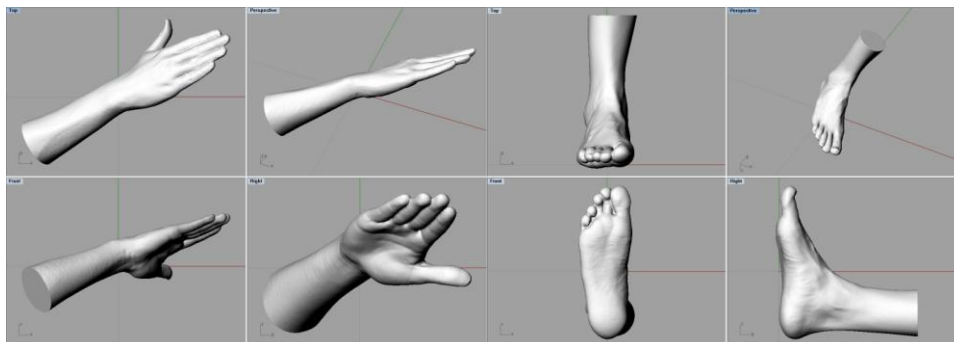 Top
Perspective
Top
Perspective
Front
Right
Front
Right